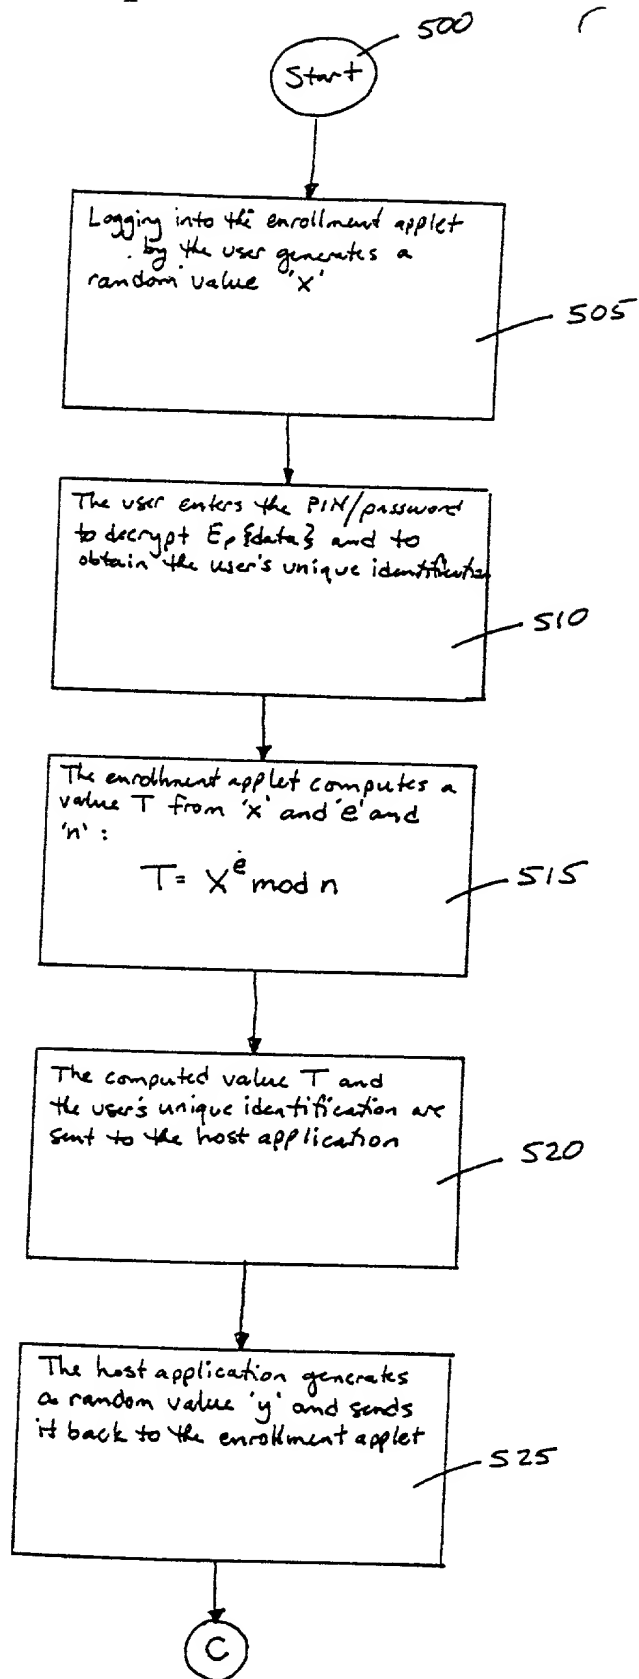 500
Start
Logging into the enrollment applet
by the user generates a
random value 'x'
505
The user enters the PIN/password
to decrypt Ep{data} and to
obtain the user's unique identification
510
The enrollment applet computes a
value T from 'x' and 'e' and
'n':
T= X^e mod n
515
The computed value T and
the user's unique identification are
sent to the host application
520
The host application generates
a random value 'y' and sends
it back to the enrollment applet
525
C